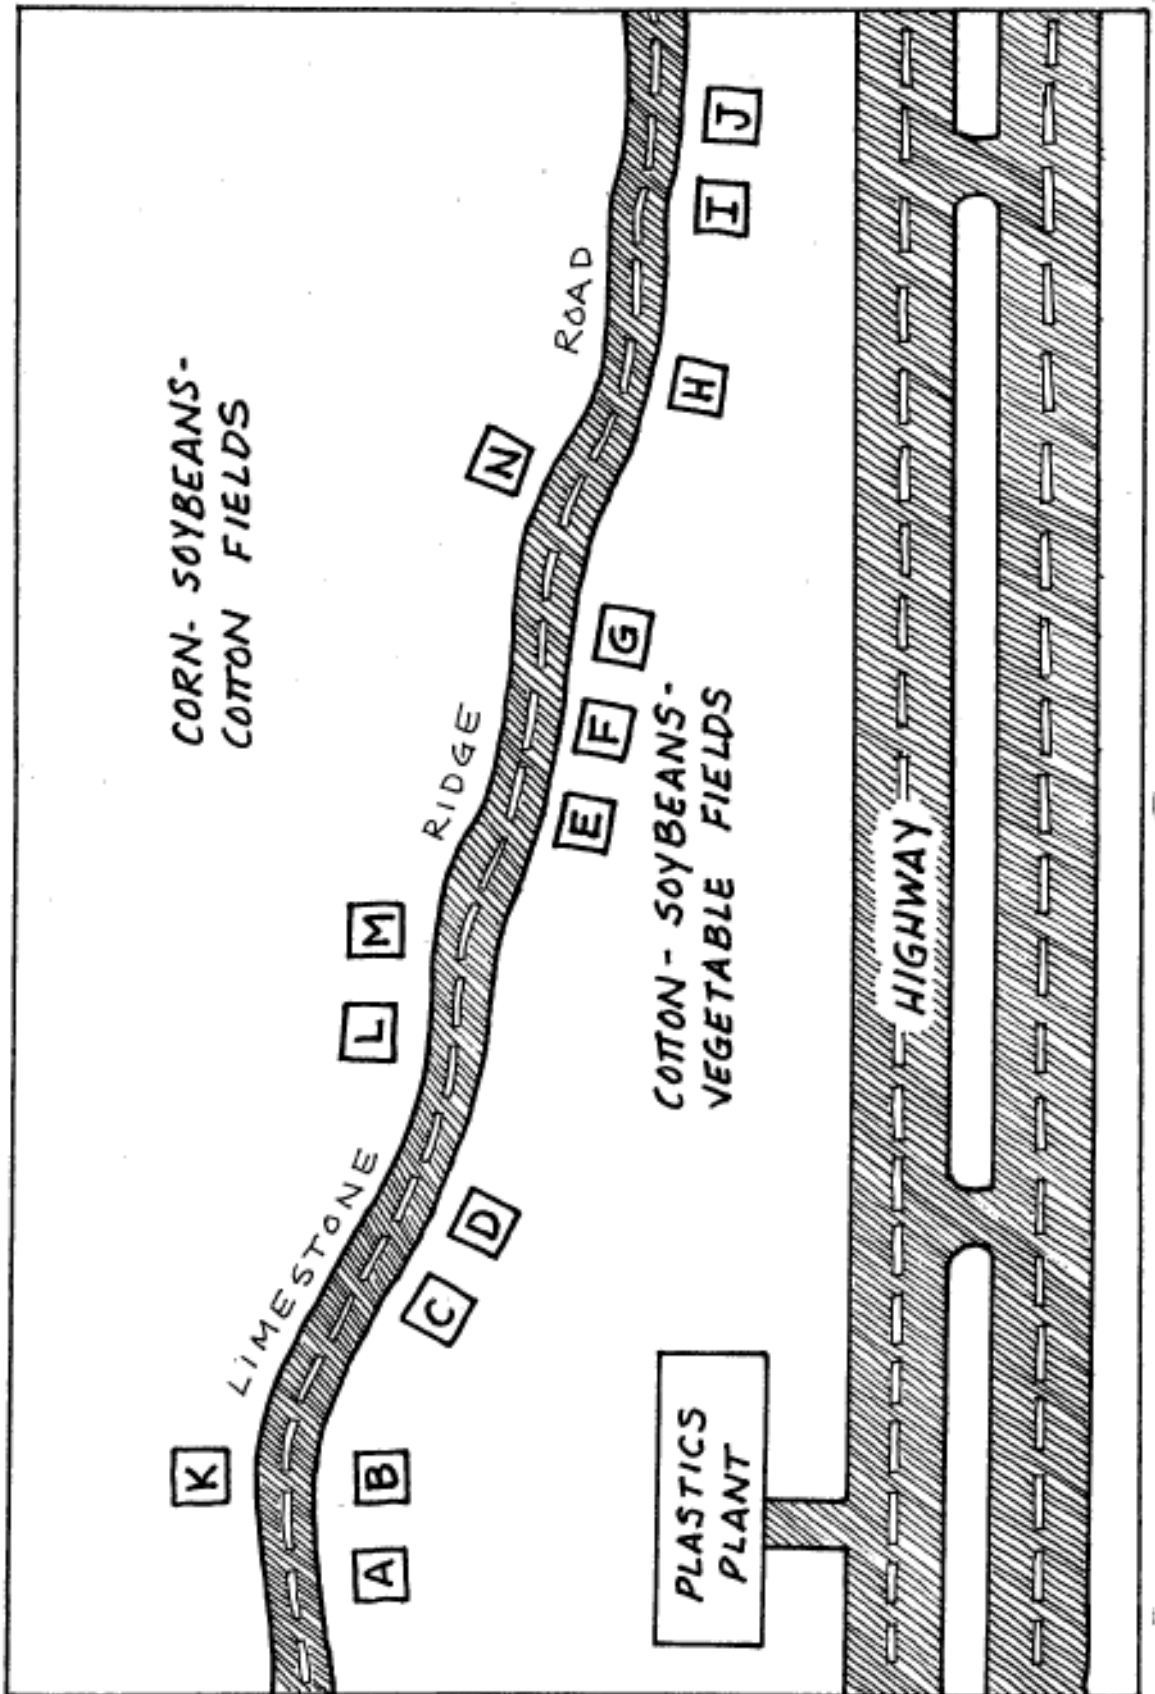 CORN- SOYBEANS-
COTTON FIELDS
K
LIMESTONE RIDGE ROAD
L
M
N
A
B
C
D
E
F
G
H
I
J
COTTON- SOYBEANS-
VEGETABLE FIELDS
PLASTICS
PLANT
HIGHWAY